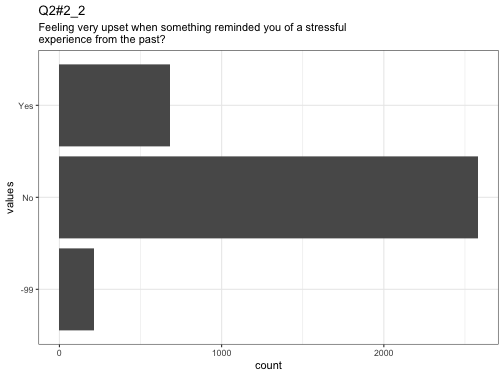 Q2#2_2
Feeling very upset when something reminded you of a stressful
experience from the past?
Yes
No
-99
values
0
1000
2000
count